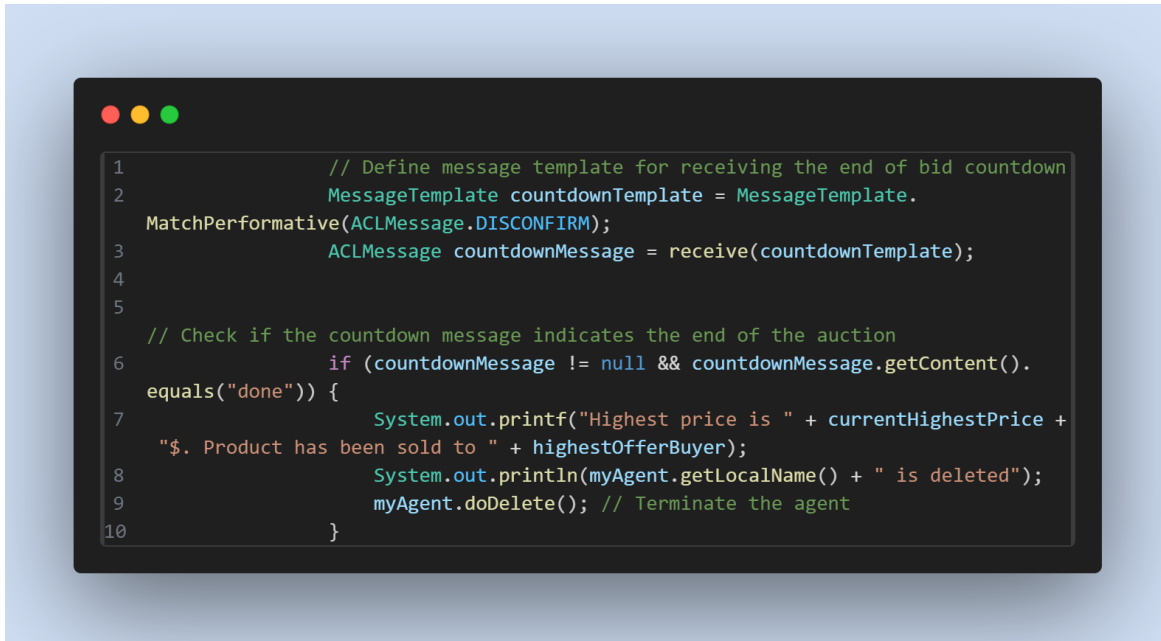 1 // Define message template for receiving the end of bid countdown
2 MessageTemplate countdownTemplate = MessageTemplate.
MatchPerformative(ACLMessage.DISCONFIRM);
3 ACLMessage countdownMessage = receive(countdownTemplate);
4
5
// Check if the countdown message indicates the end of the auction
6 if (countdownMessage != null && countdownMessage.getContent().
equals("done")) {
7 System.out.printf("Highest price is " + currentHighestPrice +
"$. Product has been sold to " + highestOfferBuyer);
8 System.out.println(myAgent.getLocalName() + " is deleted");
9 myAgent.doDelete(); // Terminate the agent
10 }